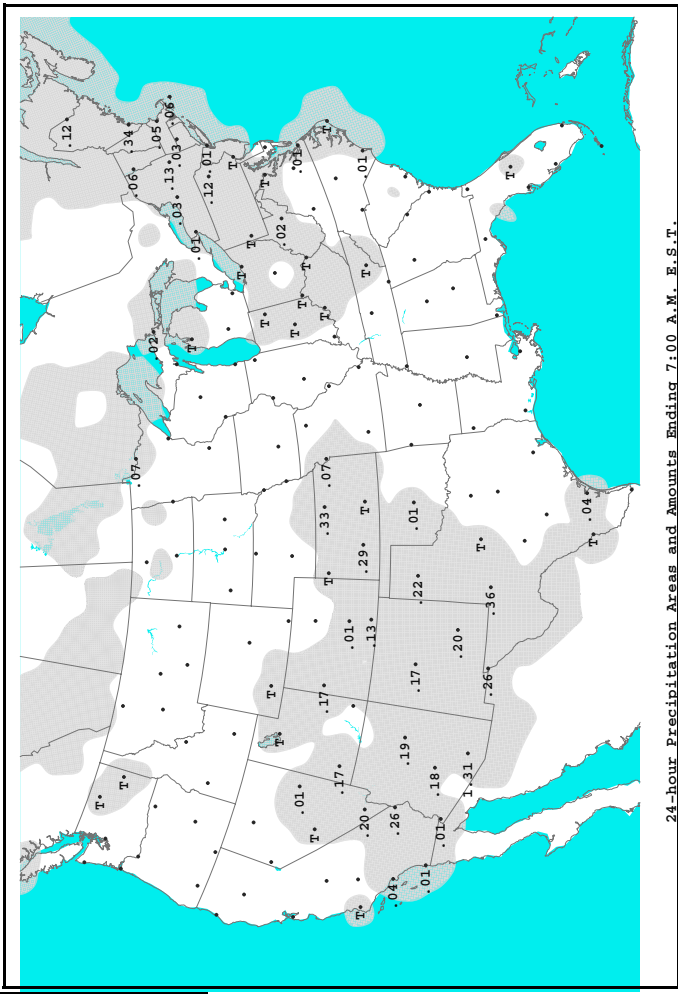 .12
T
T
.34
.06
.07
.02
.05
.13
.06
.03
.03
T
.01
.01
.12
T
T
T
T
T
T
T
.02
T
.01
.01
T
T
T
.17
.33
T
.07
T
T
.17
.01
T
.01
.29
.20
T
T
.13
.04
.26
.19
.01
.17
.22
.01
.18
.01
.20
1.31
T
.26
.36
T
.04
T
24-hour Precipitation Areas and Amounts Ending 7:00 A.M. E.S.T.